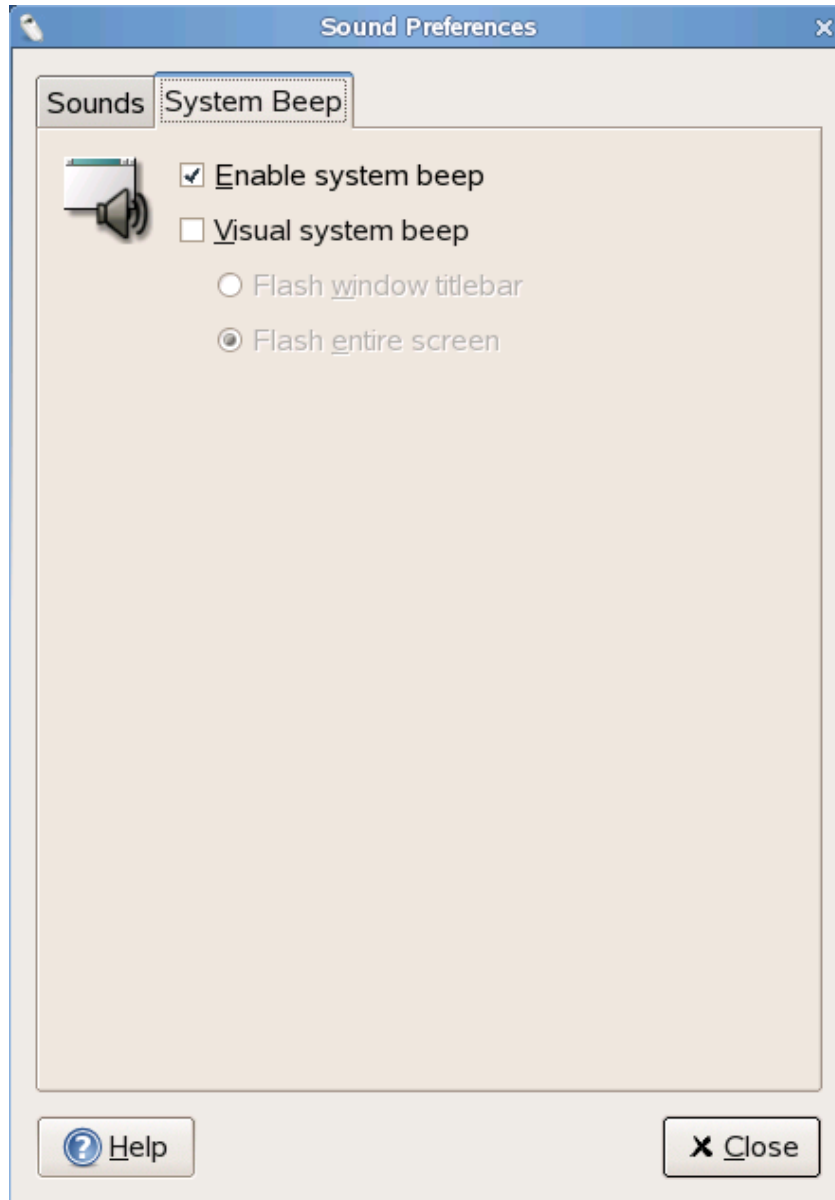 Sound Preferences
Sounds System Beep
Enable system beep
Visual system beep
Flash window titlebar
Flash entire screen
Help Close